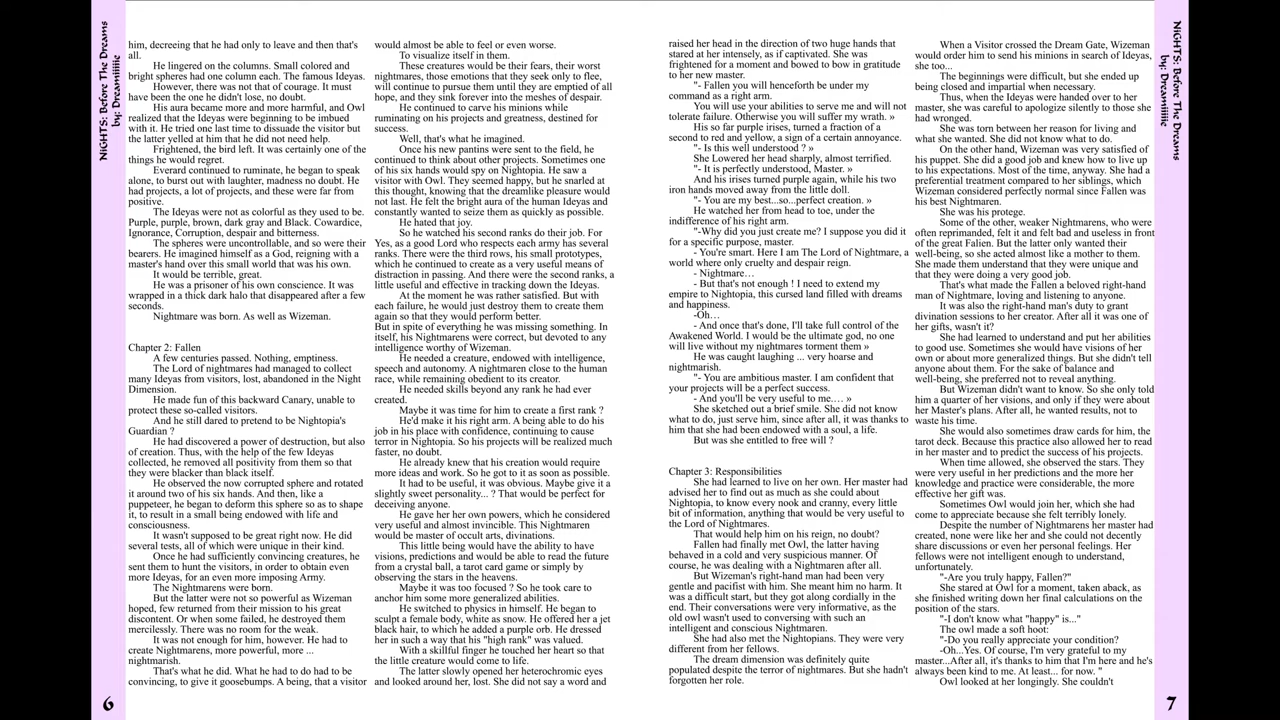 NiGHTS: Before The Dreams
by: Dreamiiiiie
him, decreeing that he had only to leave and then that's
all.
He lingered on the columns. Small colored and
bright spheres had one column each. The famous Ideyas.
However, there was not that of courage. It must
have been the one he didn't lose, no doubt.
His aura became more and more harmful, and Owl
realized that the Ideyas were beginning to be imbued
with it. He tried one last time to dissuade the visitor but
the latter yelled at him that he did not need help.
Frightened, the bird left. It was certainly one of the
things he would regret.
Everard continued to ruminate, he began to speak
alone, to burst out with laughter, madness no doubt. He
had projects, a lot of projects, and these were far from
positive.
The Ideyas were not as colorful as they used to be.
Purple, purple, brown, dark gray and Black. Cowardice,
Ignorance, Corruption, despair and bitterness.
The spheres were uncontrollable, and so were their
bearers. He imagined himself as a God, reigning with a
master's hand over this small world that was his own.
It would be terrible, great.
He was a prisoner of his own conscience. It was
wrapped in a thick dark halo that disappeared after a few
seconds.
Nightmare was born. As well as Wizeman.
Chapter 2: Fallen
A few centuries passed. Nothing, emptiness.
The Lord of nightmares had managed to collect
many Ideyas from visitors, lost, abandoned in the Night
Dimension.
He made fun of this backward Canary, unable to
protect these so-called visitors.
And he still dared to pretend to be Nightopia's
Guardian ?
He had discovered a power of destruction, but also
of creation. Thus, with the help of the few Ideyas
collected, he removed all positivity from them so that
they were blacker than black itself.
He observed the now corrupted sphere and rotated
it around two of his six hands. And then, like a
puppeteer, he began to deform this sphere so as to shape
it, to result in a small being endowed with life and
consciousness.
It wasn't supposed to be great right now. He did
several tests, all of which were unique in their kind.
Once he had sufficiently convincing creatures, he
sent them to hunt the visitors, in order to obtain even
more Ideyas, for an even more imposing Army.
The Nightmarens were born.
But the latter were not so powerful as Wizeman
hoped, few returned from their mission to his great
discontent. Or when some failed, he destroyed them
mercilessly. There was no room for the weak.
It was not enough for him, however. He had to
create Nightmarens, more powerful, more ...
nightmarish.
That's what he did. What he had to do had to be
convincing, to give it goosebumps. A being, that a visitor
would almost be able to feel or even worse.
To visualize itself in them.
These creatures would be their fears, their worst
nightmares, those emotions that they seek only to flee,
will continue to pursue them until they are emptied of all
hope, and they sink forever into the meshes of despair.
He continued to carve his minions while
ruminating on his projects and greatness, destined for
success.
Well, that's what he imagined.
Once his new pantins were sent to the field, he
continued to think about other projects. Sometimes one
of his six hands would spy on Nightopia. He saw a
visitor with Owl. They seemed happy, but he snarled at
this thought, knowing that the dreamlike pleasure would
not last. He felt the bright aura of the human Ideyas and
constantly wanted to seize them as quickly as possible.
He hated that joy.
So he watched his second ranks do their job. For
Yes, as a good Lord who respects each army has several
ranks. There were the third rows, his small prototypes,
which he continued to create as a very useful means of
distraction in passing. And there were the second ranks, a
little useful and effective in tracking down the Ideyas.
At the moment he was rather satisfied. But with
each failure, he would just destroy them to create them
again so that they would perform better.
But in spite of everything he was missing something. In
itself, his Nightmarens were correct, but devoted to any
intelligence worthy of Wizeman.
He needed a creature, endowed with intelligence,
speech and autonomy. A nightmaren close to the human
race, while remaining obedient to its creator.
He needed skills beyond any rank he had ever
created.
Maybe it was time for him to create a first rank ?
He'd make it his right arm. A being able to do his
job in his place with confidence, continuing to cause
terror in Nightopia. So his projects will be realized much
faster, no doubt.
He already knew that his creation would require
more ideas and work. So he got to it as soon as possible.
It had to be useful, it was obvious. Maybe give it a
slightly sweet personality... ? That would be perfect for
deceiving anyone.
He gave her own powers, which he considered
very useful and almost invincible. This Nightmaren
would be master of occult arts, divinations.
This little being would have the ability to have
visions, predictions and would be able to read the future
from a crystal ball, a tarot card game or simply by
observing the stars in the heavens.
Maybe it was too focused ? So he took care to
anchor him some more generalized abilities.
He switched to physics in himself. He began to
sculpt a female body, white as snow. He offered her a jet
black hair, to which he added a purple orb. He dressed
her in such a way that his "high rank" was valued.
With a skillful finger he touched her heart so that
the little creature would come to life.
The latter slowly opened her heterochromic eyes
and looked around her, lost. She did not say a word and
6
raised her head in the direction of two huge hands that
stared at her intensely, as if captivated. She was
frightened for a moment and bowed to bow in gratitude
to her new master.
"- Fallen you will henceforth be under my
command as a right arm.
You will use your abilities to serve me and will not
tolerate failure. Otherwise you will suffer my wrath. »
His so far purple irises, turned a fraction of a
second to red and yellow, a sign of a certain annoyance.
"- Is this well understood ? »
She Lowered her head sharply, almost terrified.
"- It is perfectly understood, Master. »
And his irises turned purple again, while his two
iron hands moved away from the little doll.
"- You are my best...so...perfect creation. »
He watched her from head to toe, under the
indifference of his right arm.
"-Why did you just create me? I suppose you did it
for a specific purpose, master.
- You're smart. Here I am The Lord of Nightmare, a
world where only cruelty and despair reign.
- Nightmare…
- But that's not enough ! I need to extend my
empire to Nightopia, this cursed land filled with dreams
and happiness.
-Oh…
- And once that's done, I'll take full control of the
Awakened World. I would be the ultimate god, no one
will live without my nightmares torment them »
He was caught laughing ... very hoarse and
nightmarish.
"- You are ambitious master. I am confident that
your projects will be a perfect success.
- And you'll be very useful to me.… »
She sketched out a brief smile. She did not know
what to do, just serve him, since after all, it was thanks to
him that she had been endowed with a soul, a life.
But was she entitled to free will ?
Chapter 3: Responsibilities
She had learned to live on her own. Her master had
advised her to find out as much as she could about
Nightopia, to know every nook and cranny, every little
bit of information, anything that would be very useful to
the Lord of Nightmares.
That would help him on his reign, no doubt?
Fallen had finally met Owl, the latter having
behaved in a cold and very suspicious manner. Of
course, he was dealing with a Nightmaren after all.
But Wizeman's right-hand man had been very
gentle and pacifist with him. She meant him no harm. It
was a difficult start, but they got along cordially in the
end. Their conversations were very informative, as the
old owl wasn't used to conversing with such an
intelligent and conscious Nightmaren.
She had also met the Nightopians. They were very
different from her fellows.
The dream dimension was definitely quite
populated despite the terror of nightmares. But she hadn't
forgotten her role.
When a Visitor crossed the Dream Gate, Wizeman
would order him to send his minions in search of Ideyas,
she too...
The beginnings were difficult, but she ended up
being closed and impartial when necessary.
Thus, when the Ideyas were handed over to her
master, she was careful to apologize silently to those she
had wronged.
She was torn between her reason for living and
what she wanted. She did not know what to do.
On the other hand, Wizeman was very satisfied of
his puppet. She did a good job and knew how to live up
to his expectations. Most of the time, anyway. She had a
preferential treatment compared to her siblings, which
Wizeman considered perfectly normal since Fallen was
his best Nightmaren.
She was his protege.
Some of the other, weaker Nightmarens, who were
often reprimanded, felt it and felt bad and useless in front
of the great Fallen. But the latter only wanted their
well-being, so she acted almost like a mother to them.
She made them understand that they were unique and
that they were doing a very good job.
That's what made the Fallen a beloved right-hand
man of Nightmare, loving and listening to anyone.
It was also the right-hand man's duty to grant
divination sessions to her creator. After all it was one of
her gifts, wasn't it?
She had learned to understand and put her abilities
to good use. Sometimes she would have visions of her
own or about more generalized things. But she didn't tell
anyone about them. For the sake of balance and
well-being, she preferred not to reveal anything.
But Wizeman didn't want to know. So she only told
him a quarter of her visions, and only if they were about
her Master's plans. After all, he wanted results, not to
waste his time.
She would also sometimes draw cards for him, the
tarot deck. Because this practice also allowed her to read
in her master and to predict the success of his projects.
When time allowed, she observed the stars. They
were very useful in her predictions and the more her
knowledge and practice were considerable, the more
effective her gift was.
Sometimes Owl would join her, which she had
come to appreciate because she felt terribly lonely.
Despite the number of Nightmarens her master had
created, none were like her and she could not decently
share discussions or even her personal feelings. Her
fellows were not intelligent enough to understand,
unfortunately.
"-Are you truly happy, Fallen?"
She stared at Owl for a moment, taken aback, as
she finished writing down her final calculations on the
position of the stars.
"-I don't know what "happy" is..."
The owl made a soft hoot:
"-Do you really appreciate your condition?
-Oh...Yes. Of course, I'm very grateful to my
master...After all, it's thanks to him that I'm here and he's
always been kind to me. At least... for now. "
Owl looked at her longingly. She couldn't
NiGHTS: Before The Dreams
by: Dreamiiiiie
7